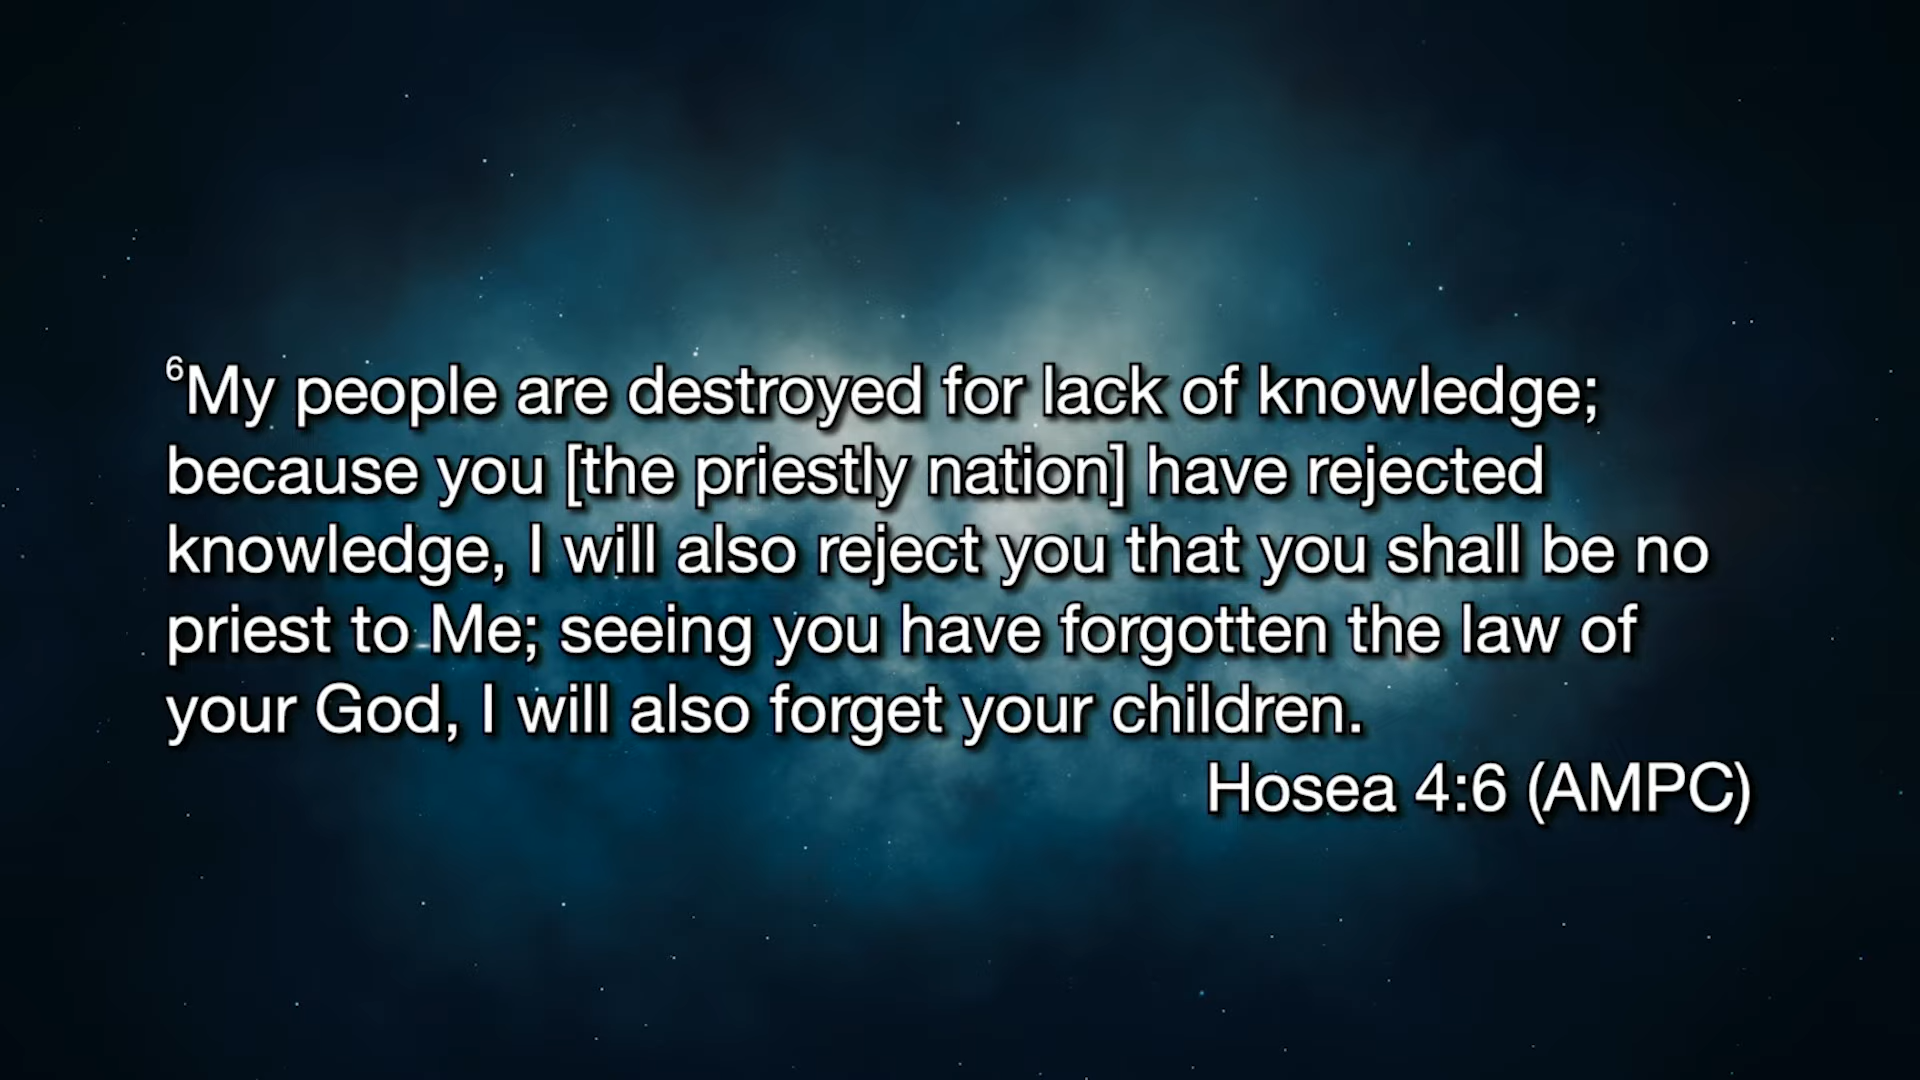 ⁶My people are destroyed for lack of knowledge;
because you [the priestly nation] have rejected
knowledge, I will also reject you that you shall be no
priest to Me; seeing you have forgotten the law of
your God, I will also forget your children.
Hosea 4:6 (AMPC)